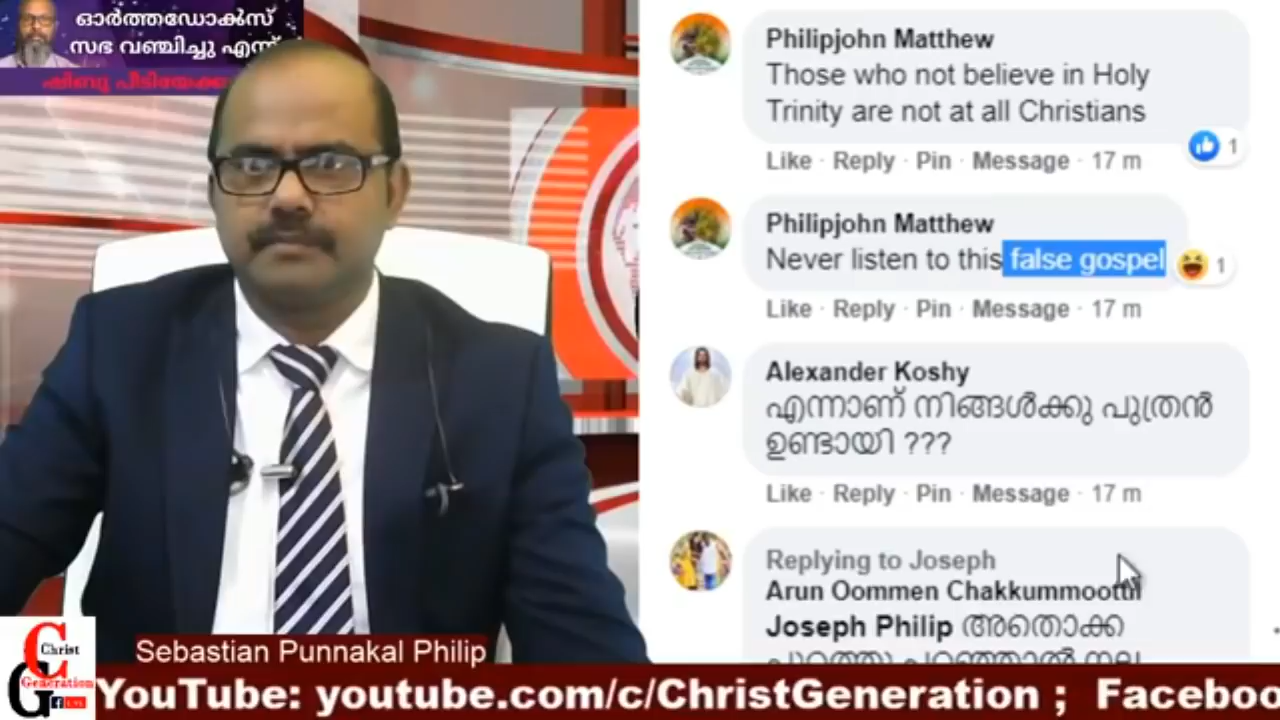 ഓർത്തഡോക്സ്
സഭ വഞ്ചിച്ചു എന്ന്
ഷിബു പീടിയേക്ക
Philipjohn Matthew
Those who not believe in Holy
Trinity are not at all Christians
Like · Reply · Pin · Message · 17 m
1
Philipjohn Matthew
Never listen to this false gospel
1
Like · Reply · Pin · Message · 17 m
Alexander Koshy
എന്നാണ് നിങ്ങൾക്കു പുത്രൻ
ഉണ്ടായി ???
Like · Reply · Pin · Message · 17 m
Replying to Joseph
Arun Oommen Chakkummoottil
Joseph Philip അതൊക്ക
പുറത്തു പറഞ്ഞാൽ നല്ല
Sebastian Punnakal Philip
Christ
Generation
YouTube: youtube.com/c/ChristGeneration ; Faceboo